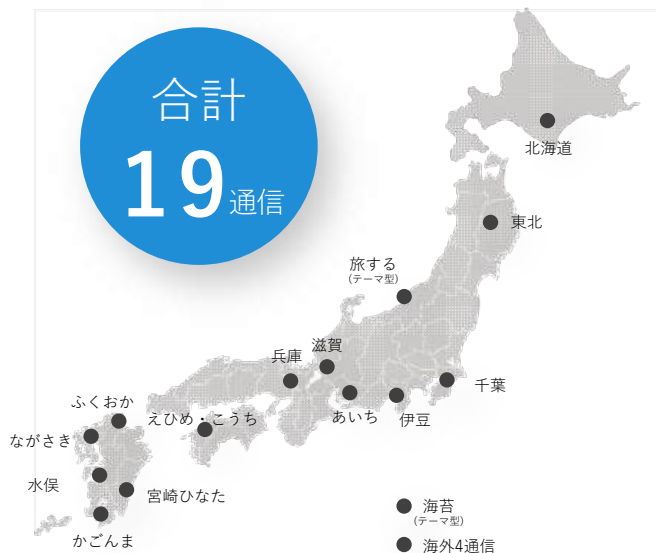 合計
19通信
北海道
東北
旅する
(テーマ型)
滋賀
兵庫
千葉
ふくおか
えひめ・こうち
あいち
伊豆
ながさき
水俣
宮崎ひなた
かごんま
海苔
(テーマ型)
海外4通信